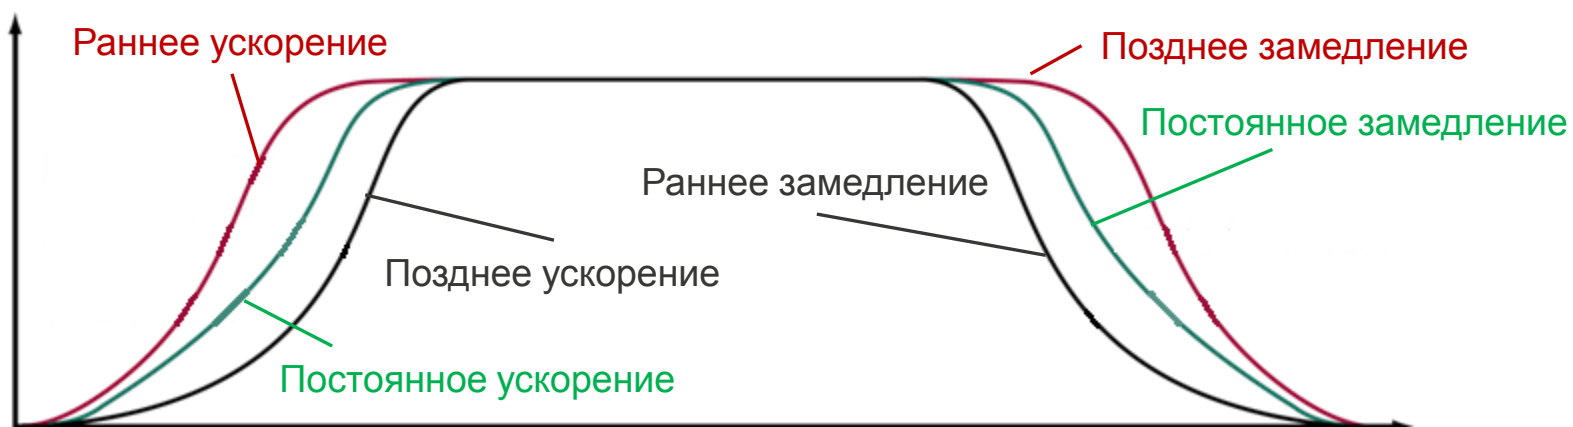 Раннее ускорение
Позднее замедление
Постоянное замедление
Раннее замедление
Позднее ускорение
Постоянное ускорение